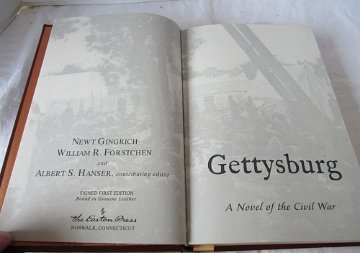 NEWT GINGRICH
WILLIAM R. FORSTCHEN
and
ALBERT S. HANSER, contributing editor
SIGNED FIRST EDITION
Bound in Genuine Leather
The Easton Press
NORWALK, CONNECTICUT
Gettysburg
A Novel of the Civil War